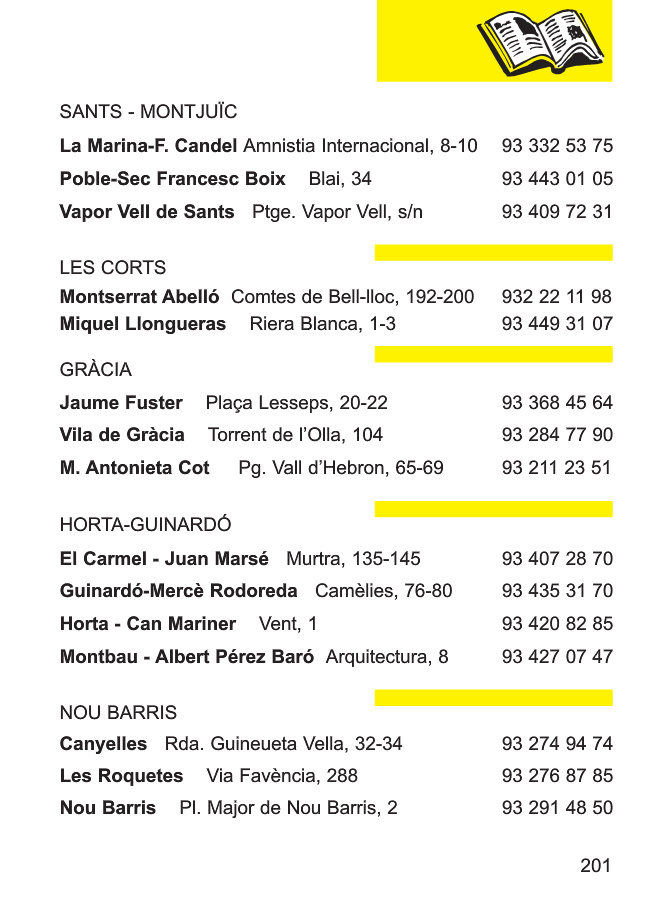 SANTS - MONTJUÏC
La Marina-F. Candel Amnistia Internacional, 8-10 93 332 53 75
Poble-Sec Francesc Boix Blai, 34 93 443 01 05
Vapor Vell de Sants Ptge. Vapor Vell, s/n 93 409 72 31
LES CORTS
Montserrat Abelló Comtes de Bell-lloc, 192-200 932 22 11 98
Miquel Llongueras Riera Blanca, 1-3 93 449 31 07
GRÀCIA
Jaume Fuster Plaça Lesseps, 20-22 93 368 45 64
Vila de Gràcia Torrent de l’Olla, 104 93 284 77 90
M. Antonieta Cot Pg. Vall d’Hebron, 65-69 93 211 23 51
HORTA-GUINARDÓ
El Carmel - Juan Marsé Murtra, 135-145 93 407 28 70
Guinardó-Mercè Rodoreda Camèlies, 76-80 93 435 31 70
Horta - Can Mariner Vent, 1 93 420 82 85
Montbau - Albert Pérez Baró Arquitectura, 8 93 427 07 47
NOU BARRIS
Canyelles Rda. Guineueta Vella, 32-34 93 274 94 74
Les Roquetes Via Favència, 288 93 276 87 85
Nou Barris Pl. Major de Nou Barris, 2 93 291 48 50
201